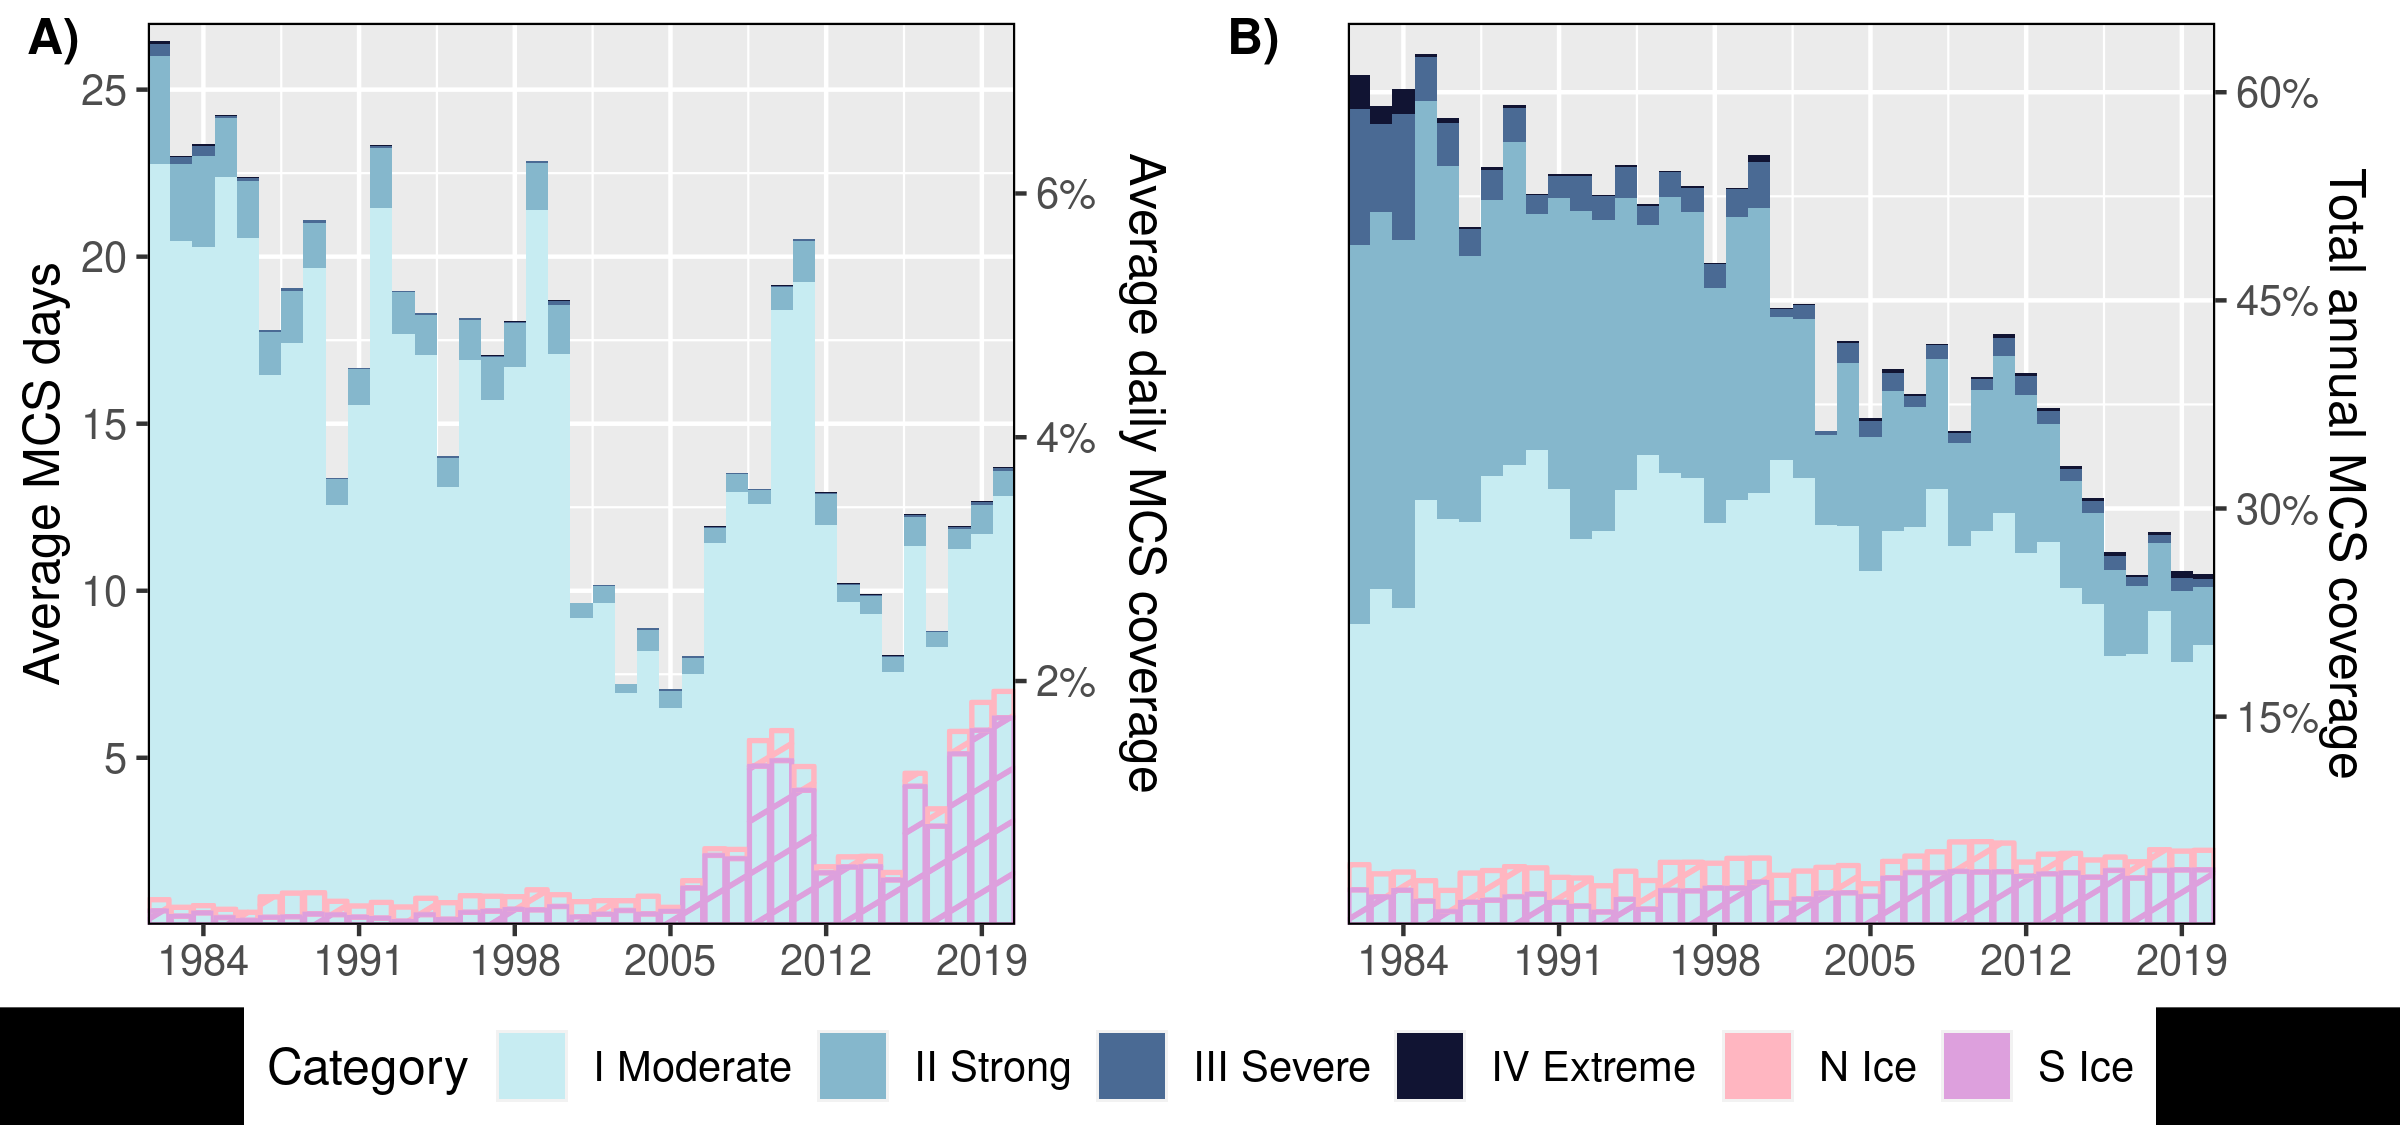 A)
Average MCS days
25
20
15
10
5
6%
4%
2%
Average daily MCS coverage
1984 1991 1998 2005 2012 2019
B)
60%
45%
30%
15%
Total annual MCS coverage
1984 1991 1998 2005 2012 2019
Category I Moderate II Strong III Severe IV Extreme N Ice S Ice